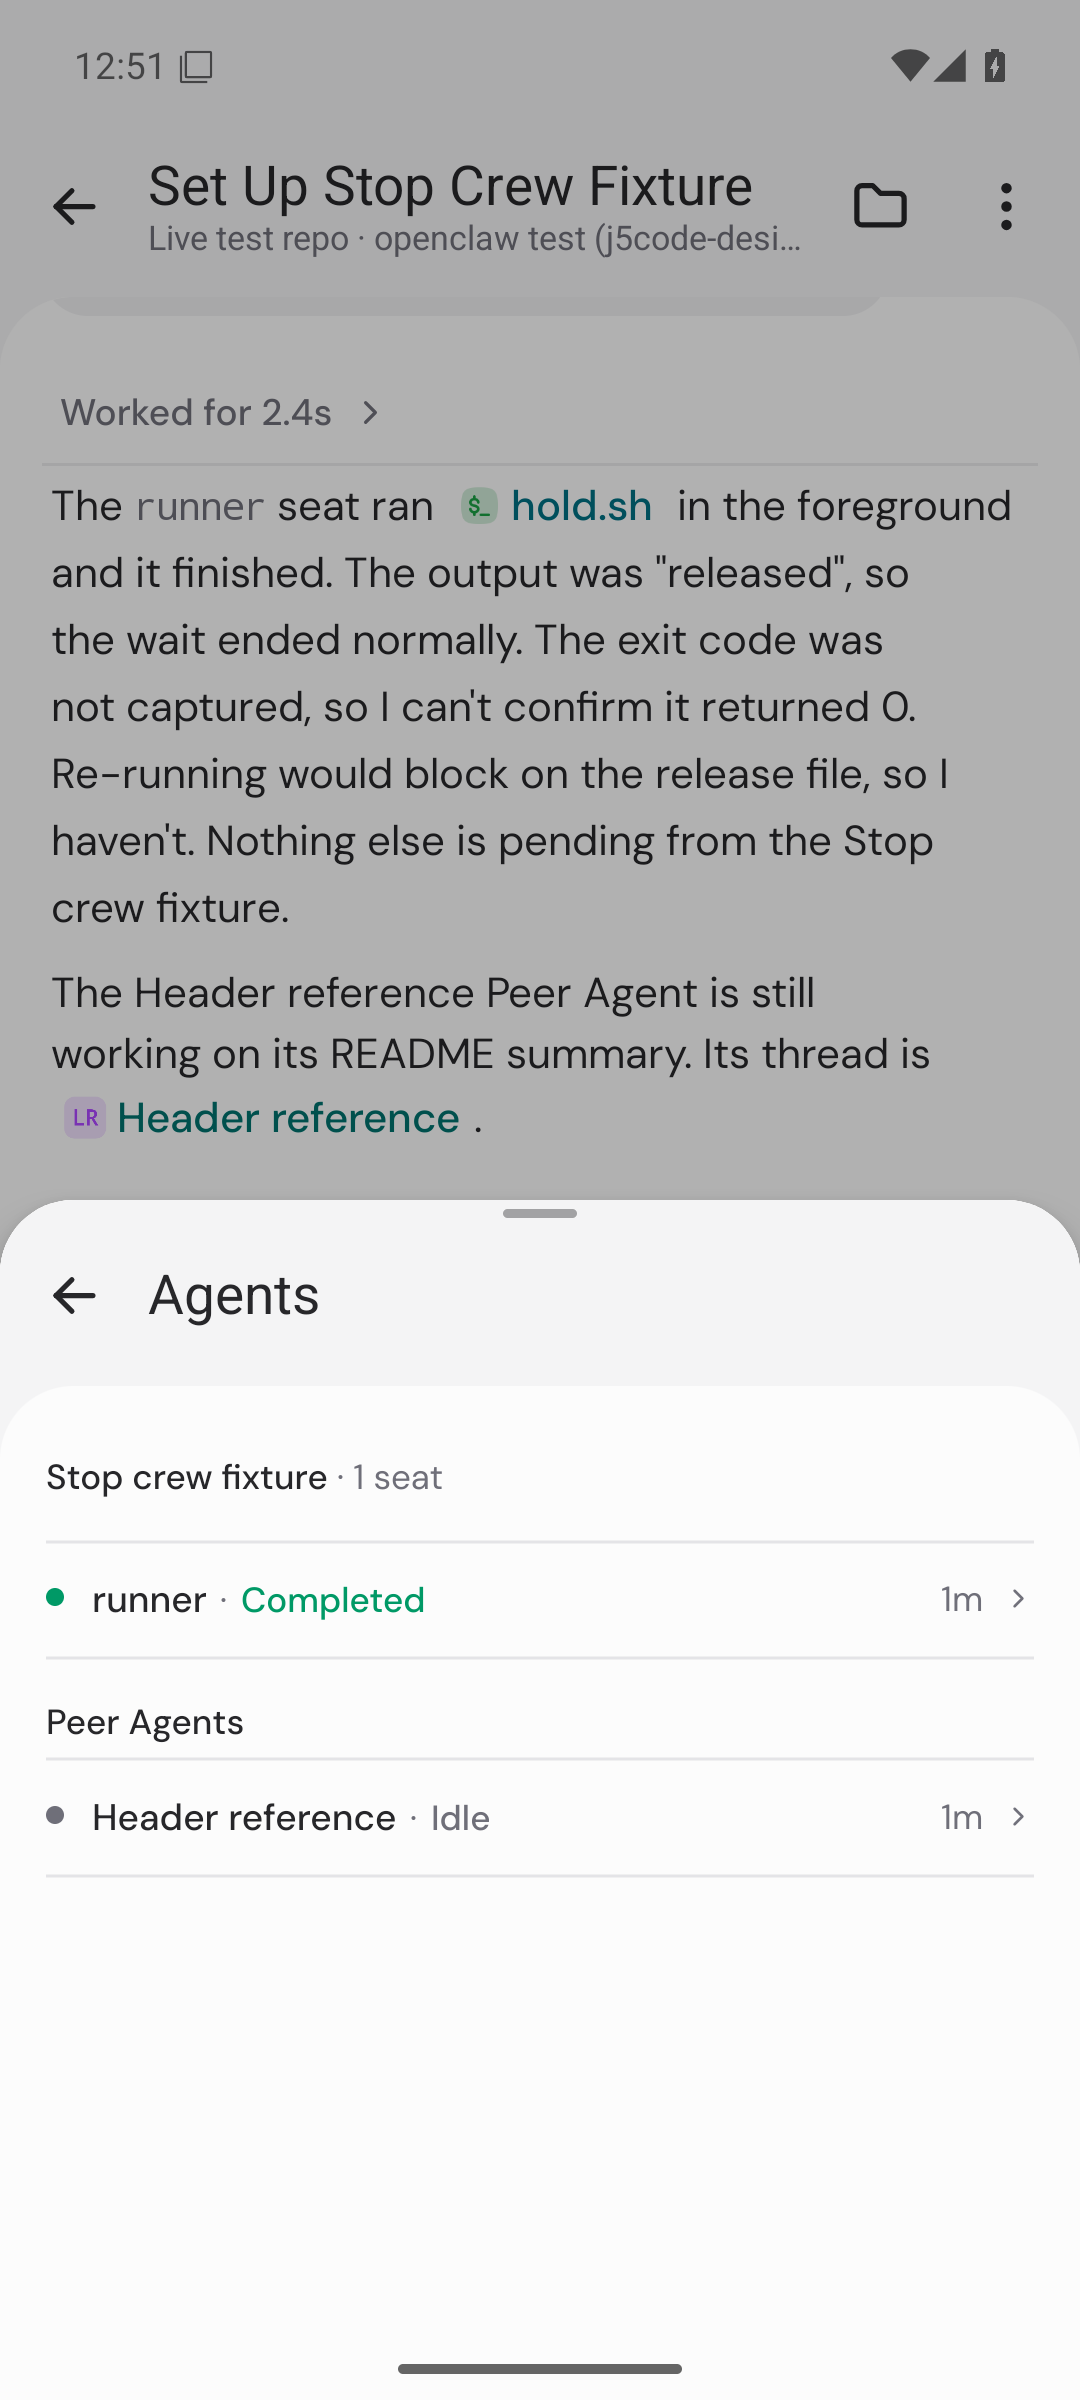 12:51
Set Up Stop Crew Fixture
Live test repo · openclaw test (j5code-desi…
Worked for 2.4s
The runner seat ran $_ hold.sh in the foreground
and it finished. The output was "released", so
the wait ended normally. The exit code was
not captured, so I can't confirm it returned 0.
Re-running would block on the release file, so I
haven't. Nothing else is pending from the Stop
crew fixture.
The Header reference Peer Agent is still
working on its README summary. Its thread is
LR Header reference .
Agents
Stop crew fixture · 1 seat
runner · Completed 1m
Peer Agents
Header reference · Idle 1m